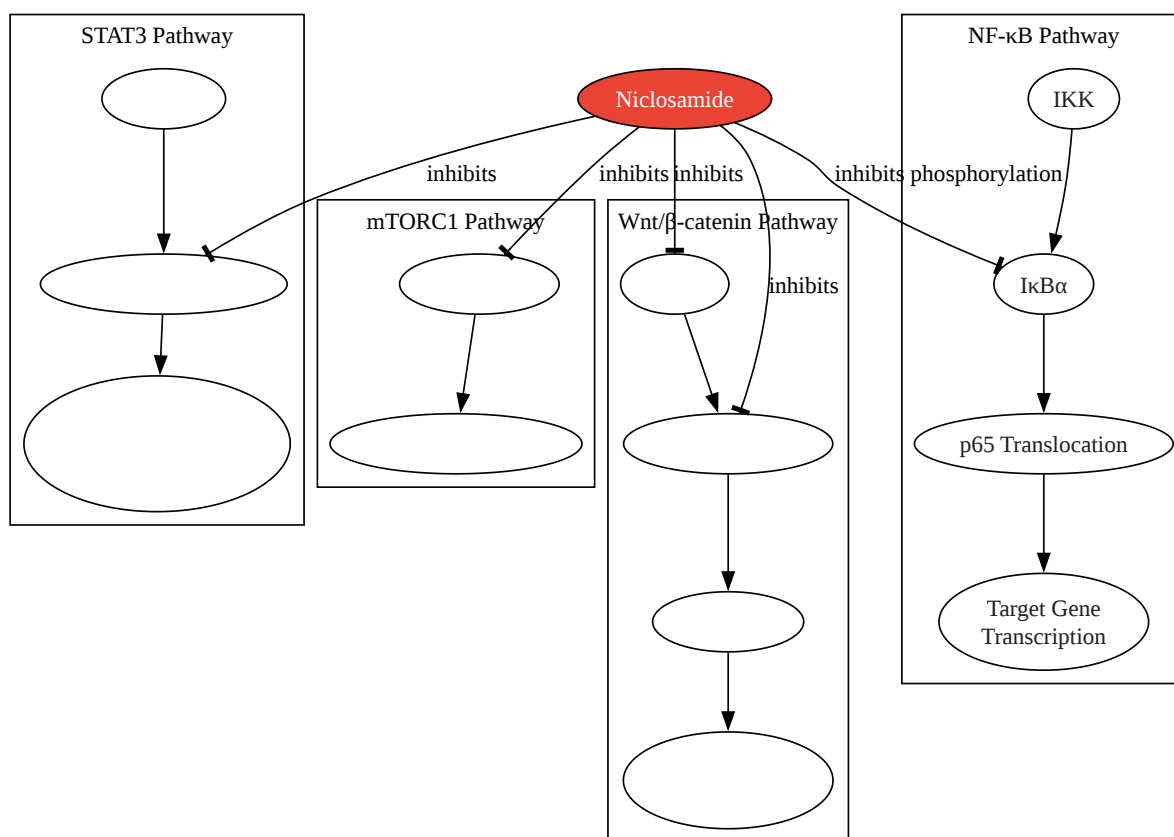 STAT3 Pathway
NF-κB Pathway
Niclosamide
IKK
inhibits
inhibits
inhibits
inhibits phosphorylation
mTORC1 Pathway
Wnt/β-catenin Pathway
inhibits
IκBα
p65 Translocation
Target Gene
Transcription